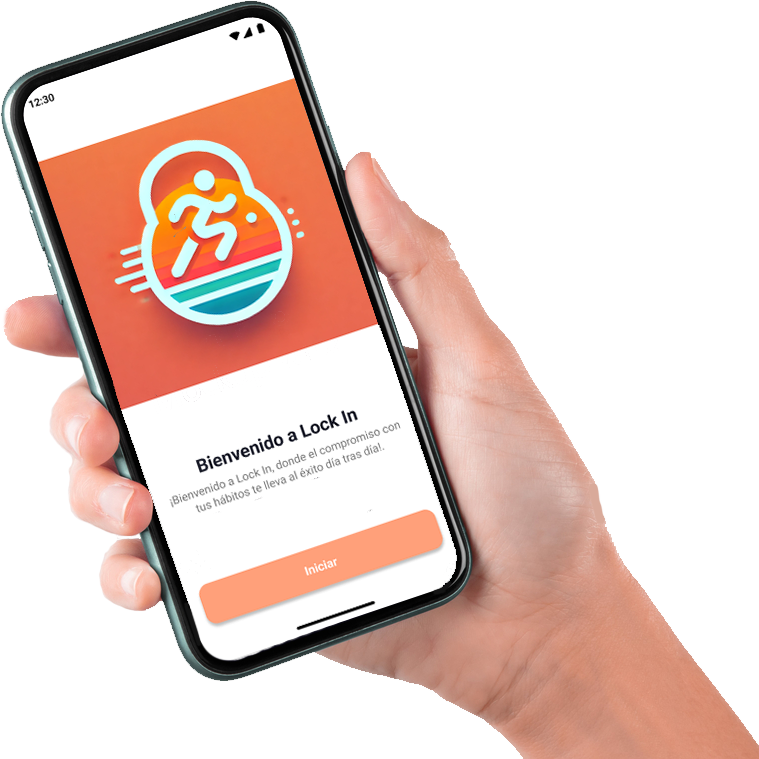 12:30
Bienvenido a Lock In
¡Bienvenido a Lock In, donde el compromiso con
tus hábitos te lleva al éxito día tras día!.
Iniciar